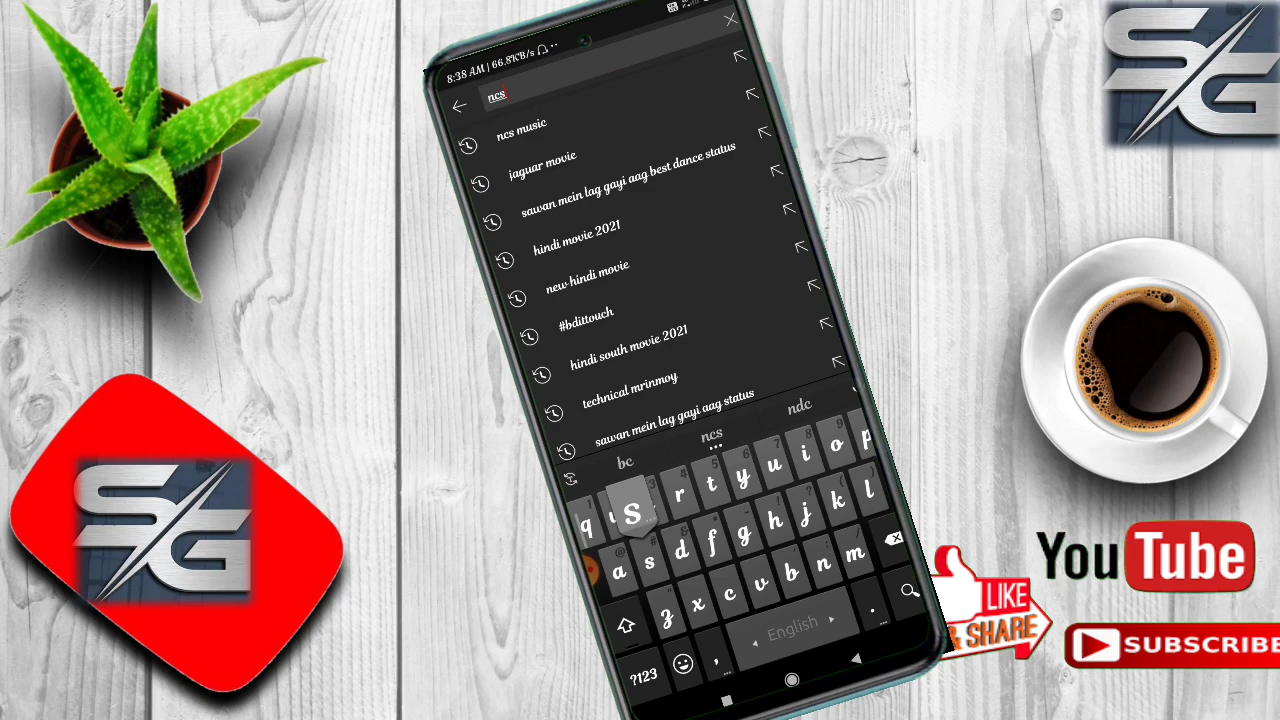 SG
8:38 AM | 66.8KB/s
ncs
ncs music
jaguar movie
sawan mein lag gayi aag best dance status
hindi movie 2021
new hindi movie
#bdittouch
hindi south movie 2021
technical mrinmoy
sawan mein lag gayi aag status
bc ncs ndc
q S r t y u i o p
a s d f g h j k l
z x c v b n m
?123 , English .
SG
YouTube
LIKE
& SHARE
SUBSCRIBE